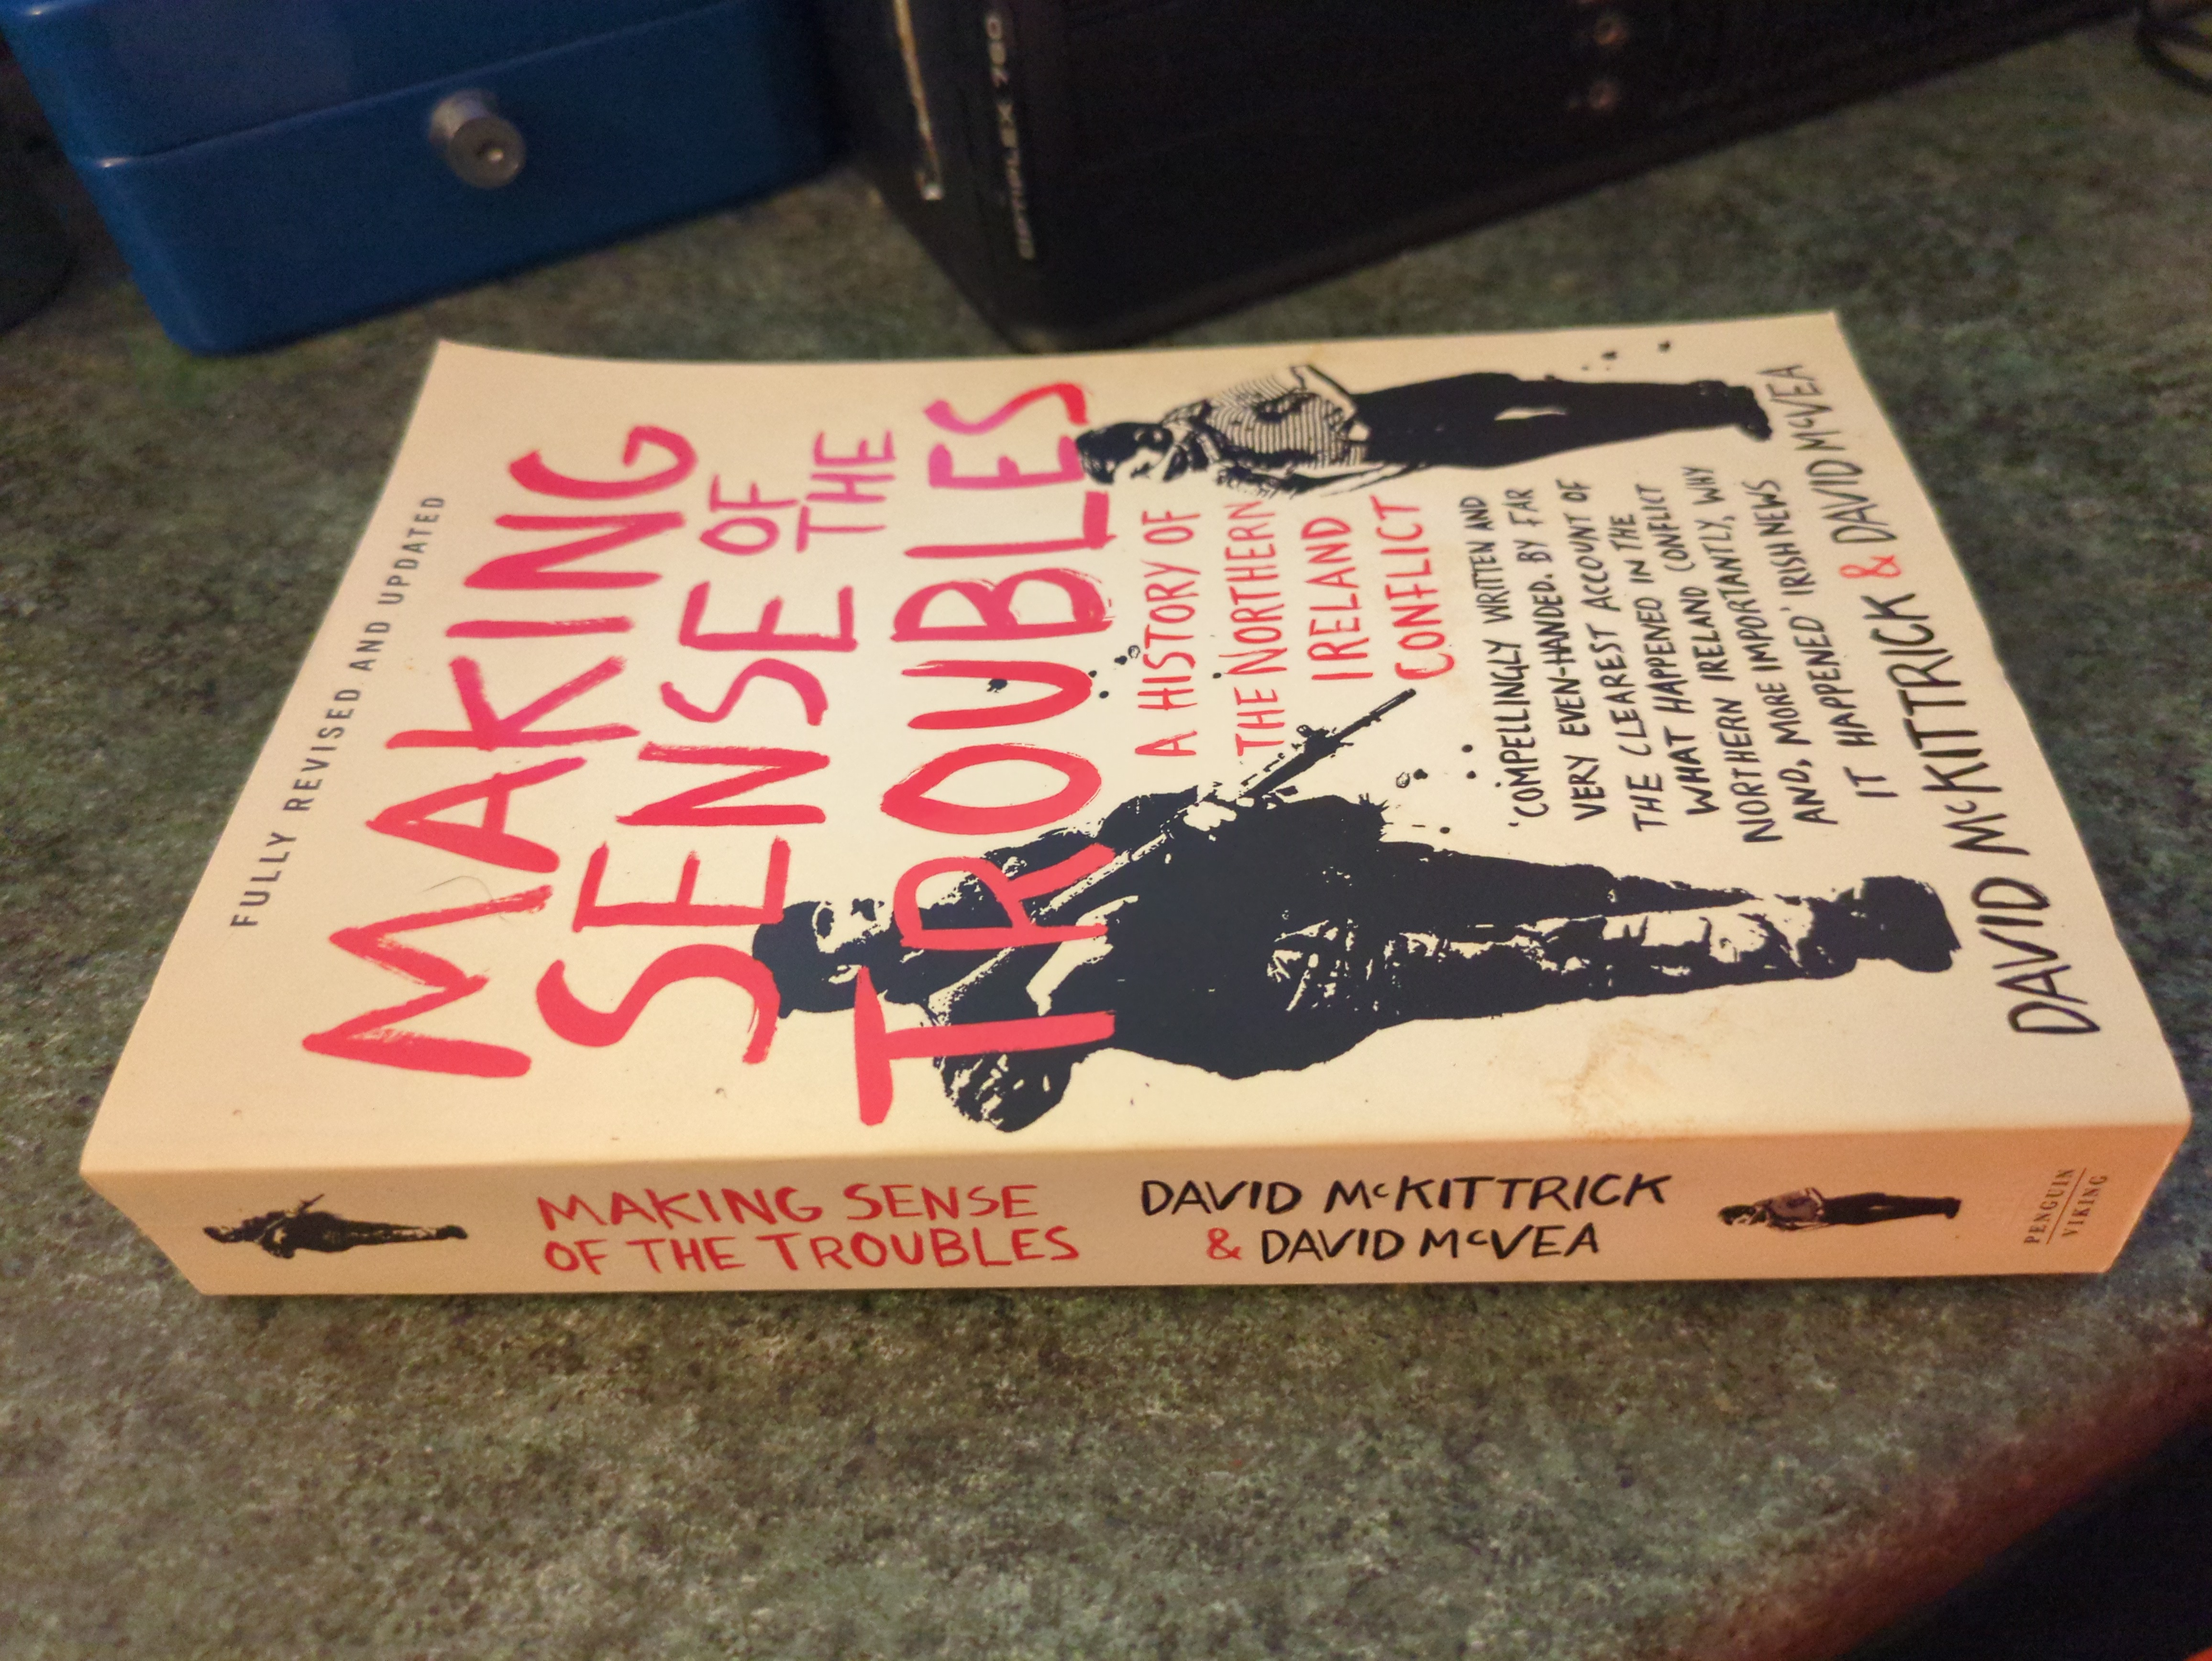 FULLY REVISED AND UPDATED
MAKING
SENSE OF
THE
TROUBLES
A HISTORY OF
THE NORTHERN
IRELAND
CONFLICT
'COMPELLINGLY WRITTEN AND
VERY EVEN-HANDED. BY FAR
THE CLEAREST ACCOUNT OF
WHAT HAPPENED IN THE
NORTHERN IRELAND CONFLICT
AND, MORE IMPORTANTLY, WHY
IT HAPPENED' IRISH NEWS
DAVID McKITTRICK & DAVID McVEA
MAKING SENSE
OF THE TROUBLES
DAVID McKITTRICK
& DAVID McVEA
PENGUIN
VIKING